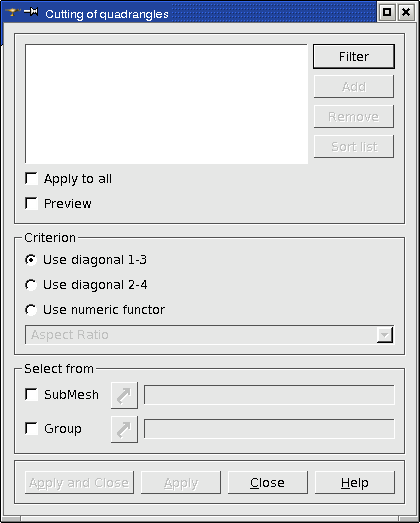 Cutting of quadrangles
Filter
Add
Remove
Sort list
Apply to all
Preview
Criterion
Use diagonal 1-3
Use diagonal 2-4
Use numeric functor
Aspect Ratio
Select from
SubMesh
Group
Apply and Close Apply Close Help